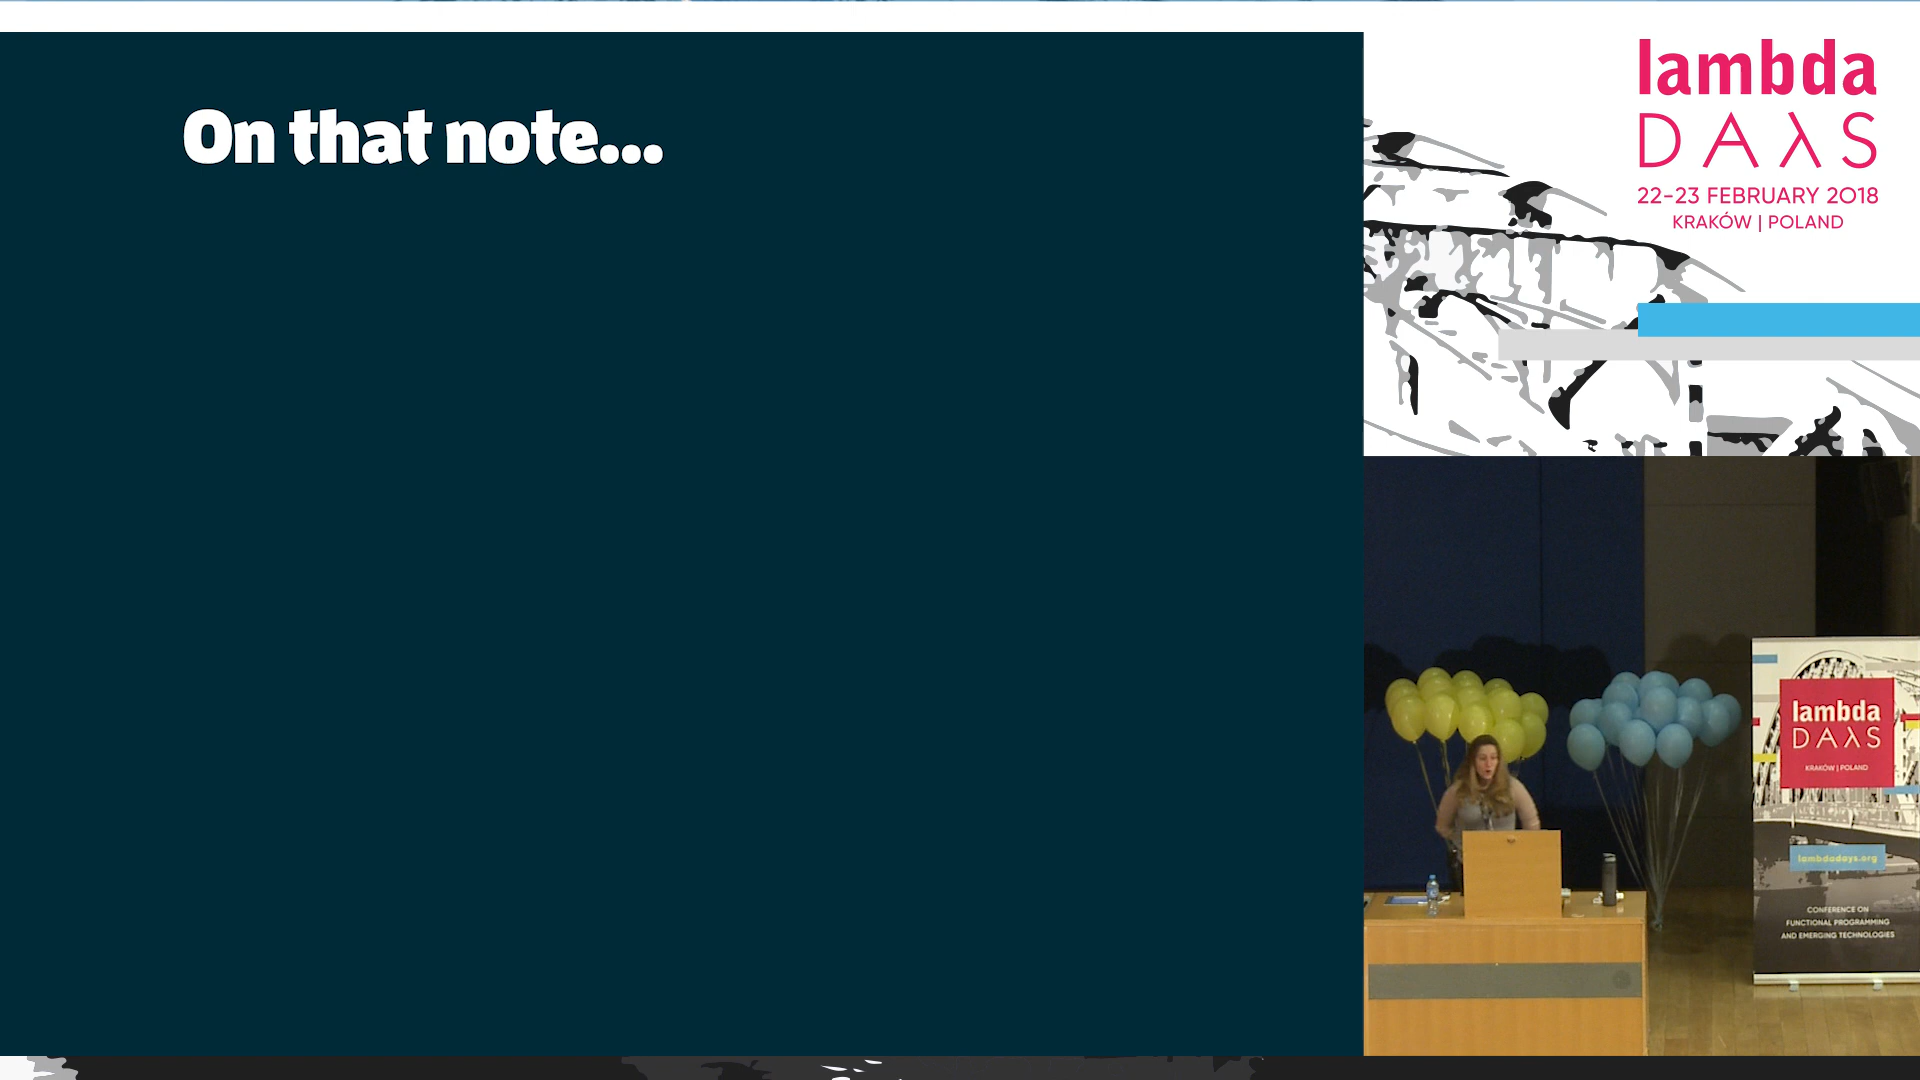 On that note...
lambda
DAλS
22-23 FEBRUARY 2018
KRAKÓW | POLAND
lambda
DAλS
KRAKÓW | POLAND
lambdadays.org
CONFERENCE ON
FUNCTIONAL PROGRAMMING
AND EMERGING TECHNOLOGIES